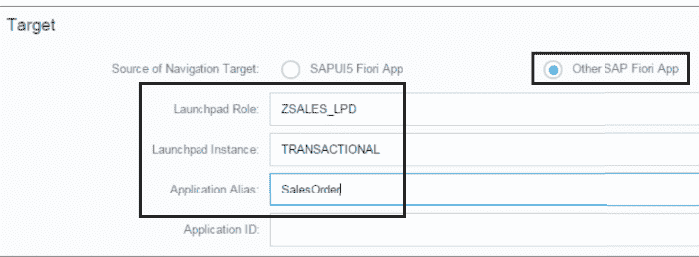 Target
Source of Navigation Target: SAPUI5 Fiori App Other SAP Fiori App
Launchpad Role: ZSALES_LPD
Launchpad Instance: TRANSACTIONAL
Application Alias: SalesOrder
Application ID: